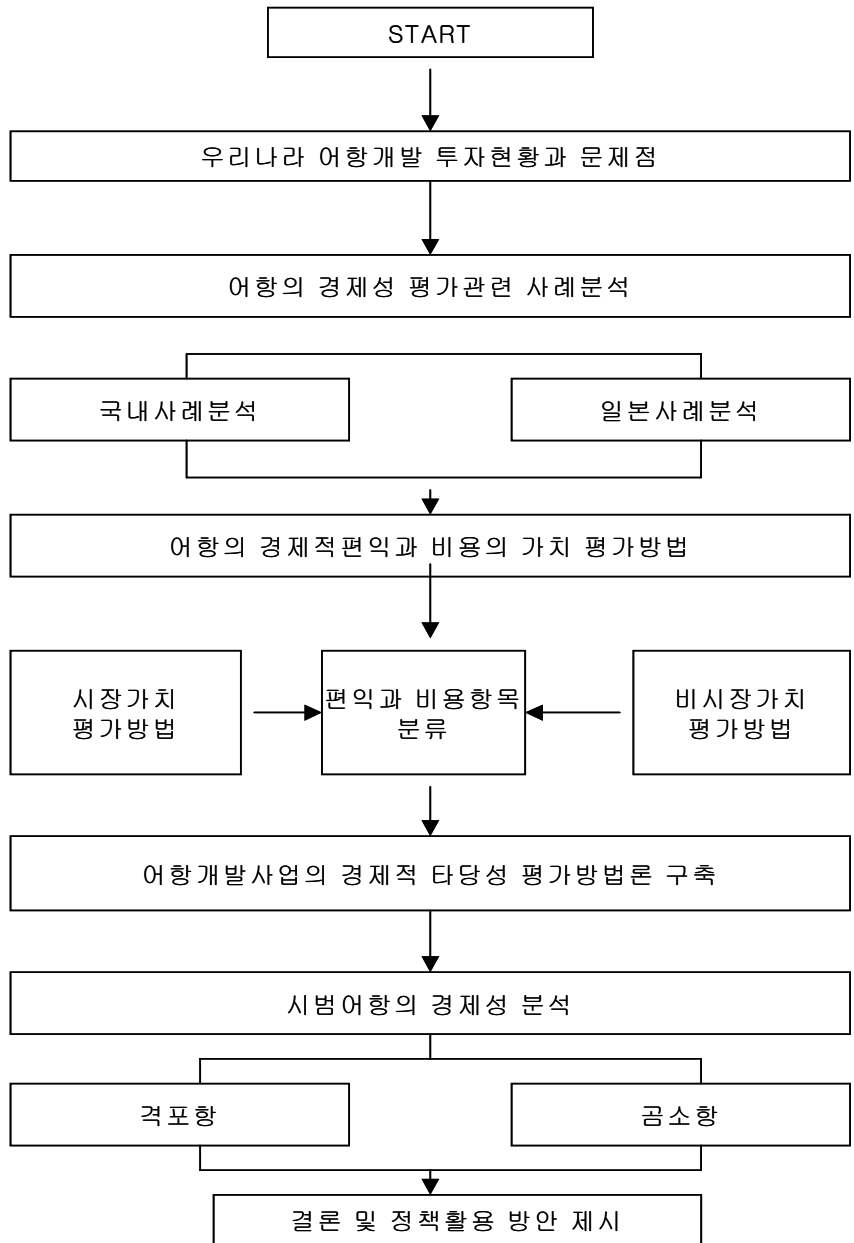 START
우리나라 어항개발 투자현황과 문제점
어항의 경제성 평가관련 사례분석
국내사례분석
일본사례분석
어항의 경제적편익과 비용의 가치 평가방법
시장가치
평가방법
편익과 비용항목
분류
비시장가치
평가방법
어항개발사업의 경제적 타당성 평가방법론 구축
시범어항의 경제성 분석
격포항
곰소항
결론 및 정책활용 방안 제시